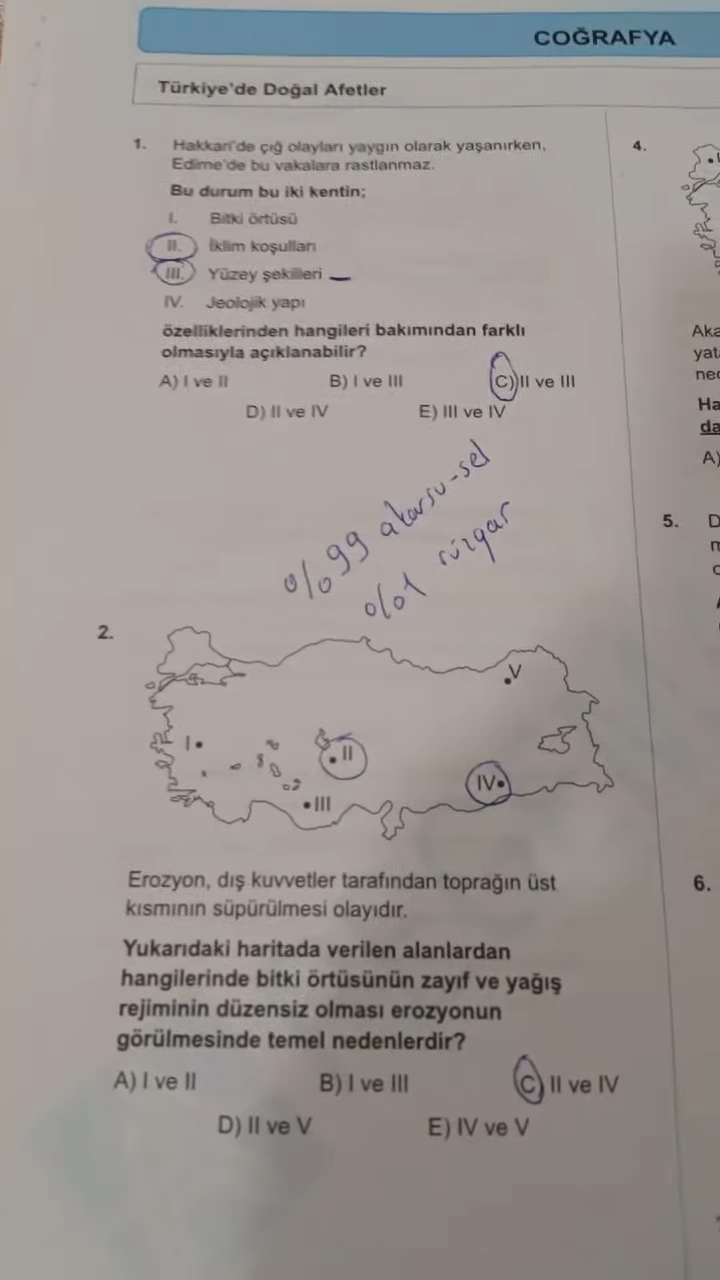 COĞRAFYA
Türkiye'de Doğal Afetler
1. Hakkari'de çığ olayları yaygın olarak yaşanırken,
Edirne'de bu vakalara rastlanmaz.
Bu durum bu iki kentin;
I. Bitki örtüsü
II. İklim koşulları
III. Yüzey şekilleri
IV. Jeolojik yapı
özelliklerinden hangileri bakımından farklı
olmasıyla açıklanabilir?
A) I ve II B) I ve III C) II ve III
D) II ve IV E) III ve IV
%99 akarsu-sel
%1 rüzgar
2.
V
I
II
IV
III
Erozyon, dış kuvvetler tarafından toprağın üst
kısmının süpürülmesi olayıdır.
Yukarıdaki haritada verilen alanlardan
hangilerinde bitki örtüsünün zayıf ve yağış
rejiminin düzensiz olması erozyonun
görülmesinde temel nedenlerdir?
A) I ve II B) I ve III C) II ve IV
D) II ve V E) IV ve V
4.
Aka
yat
ned
Ha
da
A)
5. D
6.